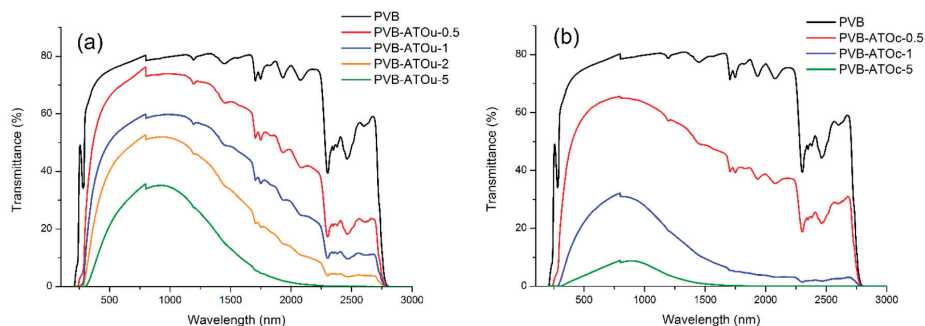 (a)
PVB
PVB-ATOu-0.5
PVB-ATOu-1
PVB-ATOu-2
PVB-ATOu-5
Transmittance (%)
80
60
40
20
0
500 1000 1500 2000 2500 3000
Wavelength (nm)
(b)
PVB
PVB-ATOc-0.5
PVB-ATOc-1
PVB-ATOc-5
Transmittance (%)
80
60
40
20
0
500 1000 1500 2000 2500 3000
Wavelength (nm)